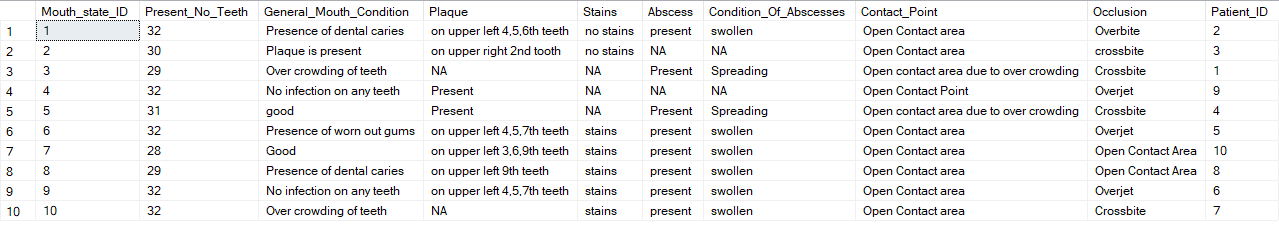 Mouth_state_ID Present_No_Teeth General_Mouth_Condition Plaque Stains Abscess Condition_Of_Abscesses Contact_Point Occlusion Patient_ID
1 1 32 Presence of dental caries on upper left 4,5,6th teeth no stains present swollen Open Contact area Overbite 2
2 2 30 Plaque is present on upper right 2nd tooth no stains NA NA Open Contact area crossbite 3
3 3 29 Over crowding of teeth NA NA Present Spreading Open contact area due to over crowding Crossbite 1
4 4 32 No infection on any teeth Present NA NA NA Open Contact Point Overjet 9
5 5 31 good Present NA Present Spreading Open contact area due to over crowding Crossbite 4
6 6 32 Presence of worn out gums on upper left 4,5,7th teeth stains present swollen Open Contact area Overjet 5
7 7 28 Good on upper left 3,6,9th teeth stains present swollen Open Contact area Open Contact Area 10
8 8 29 Presence of dental caries on upper left 9th teeth stains present swollen Open Contact area Open Contact Area 8
9 9 32 No infection on any teeth on upper left 4,5,7th teeth stains present swollen Open Contact area Overjet 6
10 10 32 Over crowding of teeth NA stains present swollen Open Contact area Crossbite 7